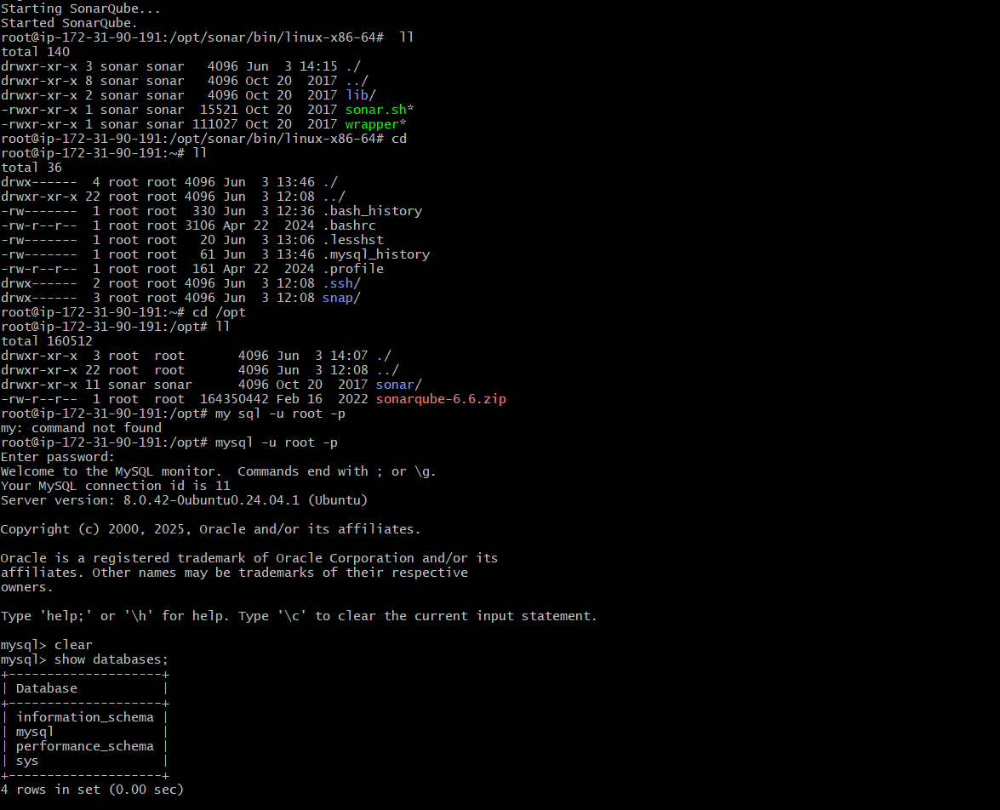 Starting SonarQube...
Started SonarQube.
root@ip-172-31-90-191:/opt/sonar/bin/linux-x86-64#  ll
total 140
drwxr-xr-x 3 sonar sonar   4096 Jun  3 14:15 ./
drwxr-xr-x 8 sonar sonar   4096 Oct 20  2017 ../
drwxr-xr-x 2 sonar sonar   4096 Oct 20  2017 lib/
-rwxr-xr-x 1 sonar sonar  15521 Oct 20  2017 sonar.sh*
-rwxr-xr-x 1 sonar sonar 111027 Oct 20  2017 wrapper*
root@ip-172-31-90-191:/opt/sonar/bin/linux-x86-64# cd
root@ip-172-31-90-191:~# ll
total 36
drwx------  4 root root 4096 Jun  3 13:46 ./
drwxr-xr-x 22 root root 4096 Jun  3 12:08 ../
-rw-------  1 root root  330 Jun  3 12:36 .bash_history
-rw-r--r--  1 root root 3106 Apr 22  2024 .bashrc
-rw-------  1 root root   20 Jun  3 13:06 .lesshst
-rw-------  1 root root   61 Jun  3 13:46 .mysql_history
-rw-r--r--  1 root root  161 Apr 22  2024 .profile
drwx------  2 root root 4096 Jun  3 12:08 .ssh/
drwx------  3 root root 4096 Jun  3 12:08 snap/
root@ip-172-31-90-191:~# cd /opt
root@ip-172-31-90-191:/opt# ll
total 160512
drwxr-xr-x  3 root  root       4096 Jun  3 14:07 ./
drwxr-xr-x 22 root  root       4096 Jun  3 12:08 ../
drwxr-xr-x 11 sonar sonar      4096 Oct 20  2017 sonar/
-rw-r--r--  1 root  root  164350442 Feb 16  2022 sonarqube-6.6.zip
root@ip-172-31-90-191:/opt# my sql -u root -p
my: command not found
root@ip-172-31-90-191:/opt# mysql -u root -p
Enter password:
Welcome to the MySQL monitor.  Commands end with ; or \g.
Your MySQL connection id is 11
Server version: 8.0.42-0ubuntu0.24.04.1 (Ubuntu)

Copyright (c) 2000, 2025, Oracle and/or its affiliates.

Oracle is a registered trademark of Oracle Corporation and/or its
affiliates. Other names may be trademarks of their respective
owners.

Type 'help;' or '\h' for help. Type '\c' to clear the current input statement.

mysql> clear
mysql> show databases;
+--------------------+
| Database           |
+--------------------+
| information_schema |
| mysql              |
| performance_schema |
| sys                |
+--------------------+
4 rows in set (0.00 sec)